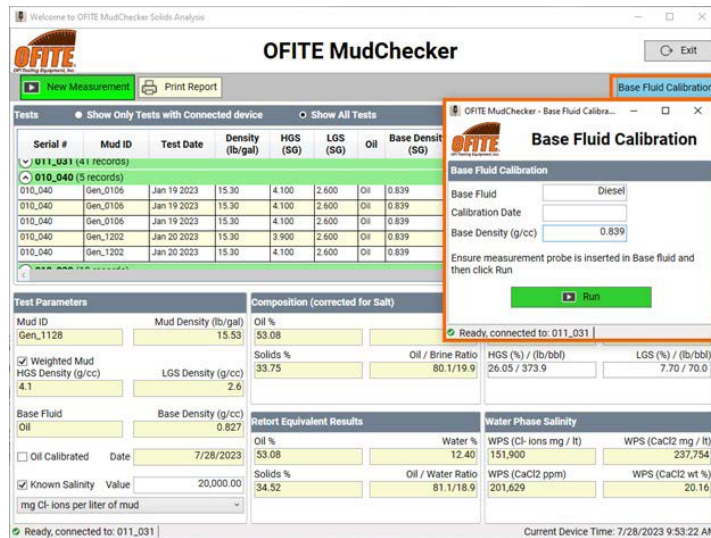 Welcome to OFITE MudChecker Solids Analysis
OFITE
OFI Testing Equipment, Inc.
OFITE MudChecker
Exit
New Measurement
Print Report
Base Fluid Calibration
Tests
Show Only Tests with Connected device
Show All Tests
Serial # Mud ID Test Date Density (lb/gal) HGS (SG) LGS (SG) Oil Base Density (SG)
011_031 (41 records)
010_040 (5 records)
010_040 Gen_0106 Jan 19 2023 15.30 4.100 2.600 Oil 0.839
010_040 Gen_0106 Jan 19 2023 15.30 4.100 2.600 Oil 0.839
010_040 Gen_0106 Jan 19 2023 15.30 4.100 2.600 Oil 0.839
010_040 Gen_1202 Jan 20 2023 15.30 3.900 2.600 Oil 0.839
010_040 Gen_1202 Jan 20 2023 15.30 4.100 2.600 Oil 0.839
OFITE MudChecker - Base Fluid Calibra...
OFITE
OFI Testing Equipment, Inc.
Base Fluid Calibration
Base Fluid Calibration
Base Fluid Diesel
Calibration Date
Base Density (g/cc) 0.839
Ensure measurement probe is inserted in Base fluid and
then click Run
Run
Ready, connected to: 011_031
Test Parameters
Mud ID Mud Density (lb/gal)
Gen_1128 15.53
Weighted Mud
HGS Density (g/cc) LGS Density (g/cc)
4.1 2.6
Base Fluid Base Density (g/cc)
Oil 0.827
Oil Calibrated Date 7/28/2023
Known Salinity Value 20,000.00
mg Cl- ions per liter of mud
Composition (corrected for Salt)
Oil %
53.08
Solids % Oil / Brine Ratio
33.75 80.1/19.9
HGS (%) / (lb/bbl) LGS (%) / (lb/bbl)
26.05 / 373.9 7.70 / 70.0
Retort Equivalent Results
Oil % Water %
53.08 12.40
Solids % Oil / Water Ratio
34.52 81.1/18.9
Water Phase Salinity
WPS (Cl- ions mg / lt) WPS (CaCl2 mg / lt)
151,900 237,754
WPS (CaCl2 ppm) WPS (CaCl2 wt %)
201,629 20.16
Ready, connected to: 011_031
Current Device Time: 7/28/2023 9:53:22 AM